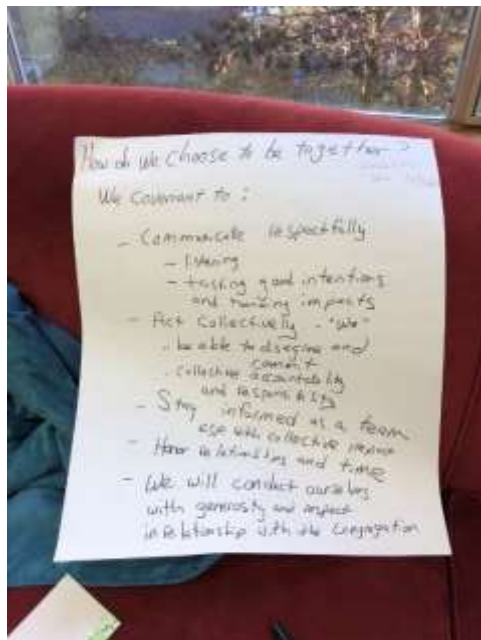 How do we choose to be together?
We Covenant to :
- Communicate respectfully
- listening
- trusting good intentions
and naming impacts
- Act Collectively - "We"
- be able to disagree and
commit
- Collective accountability
and responsibility
- Stay informed as a team
esp with collective
- Honor relationships and time
- We will conduct ourselves
with generosity and respect
in relationship with the Congregation